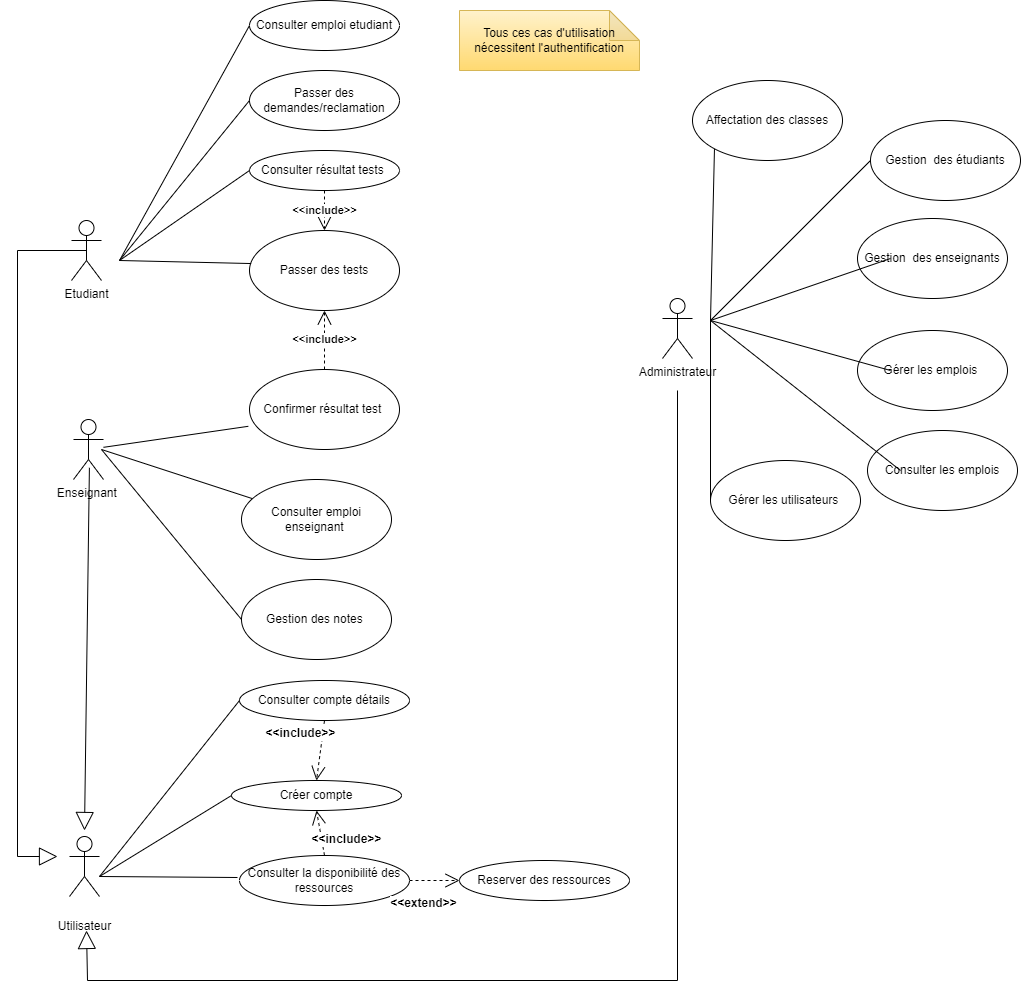 Consulter emploi etudiant
Tous ces cas d'utilisation
nécessitent l'authentification
Passer des
demandes/reclamation
Affectation des classes
Consulter résultat tests
Gestion  des étudiants
<<include>>
Passer des tests
Etudiant
Gestion  des enseignants
<<include>>
Administrateur
Gérer les emplois
Confirmer résultat test
Consulter les emplois
Enseignant
Gérer les utilisateurs
Consulter emploi
enseignant
Gestion des notes
Consulter compte détails
<<include>>
Créer compte
<<include>>
Consulter la disponibilité des
ressources
Reserver des ressources
<<extend>>
Utilisateur